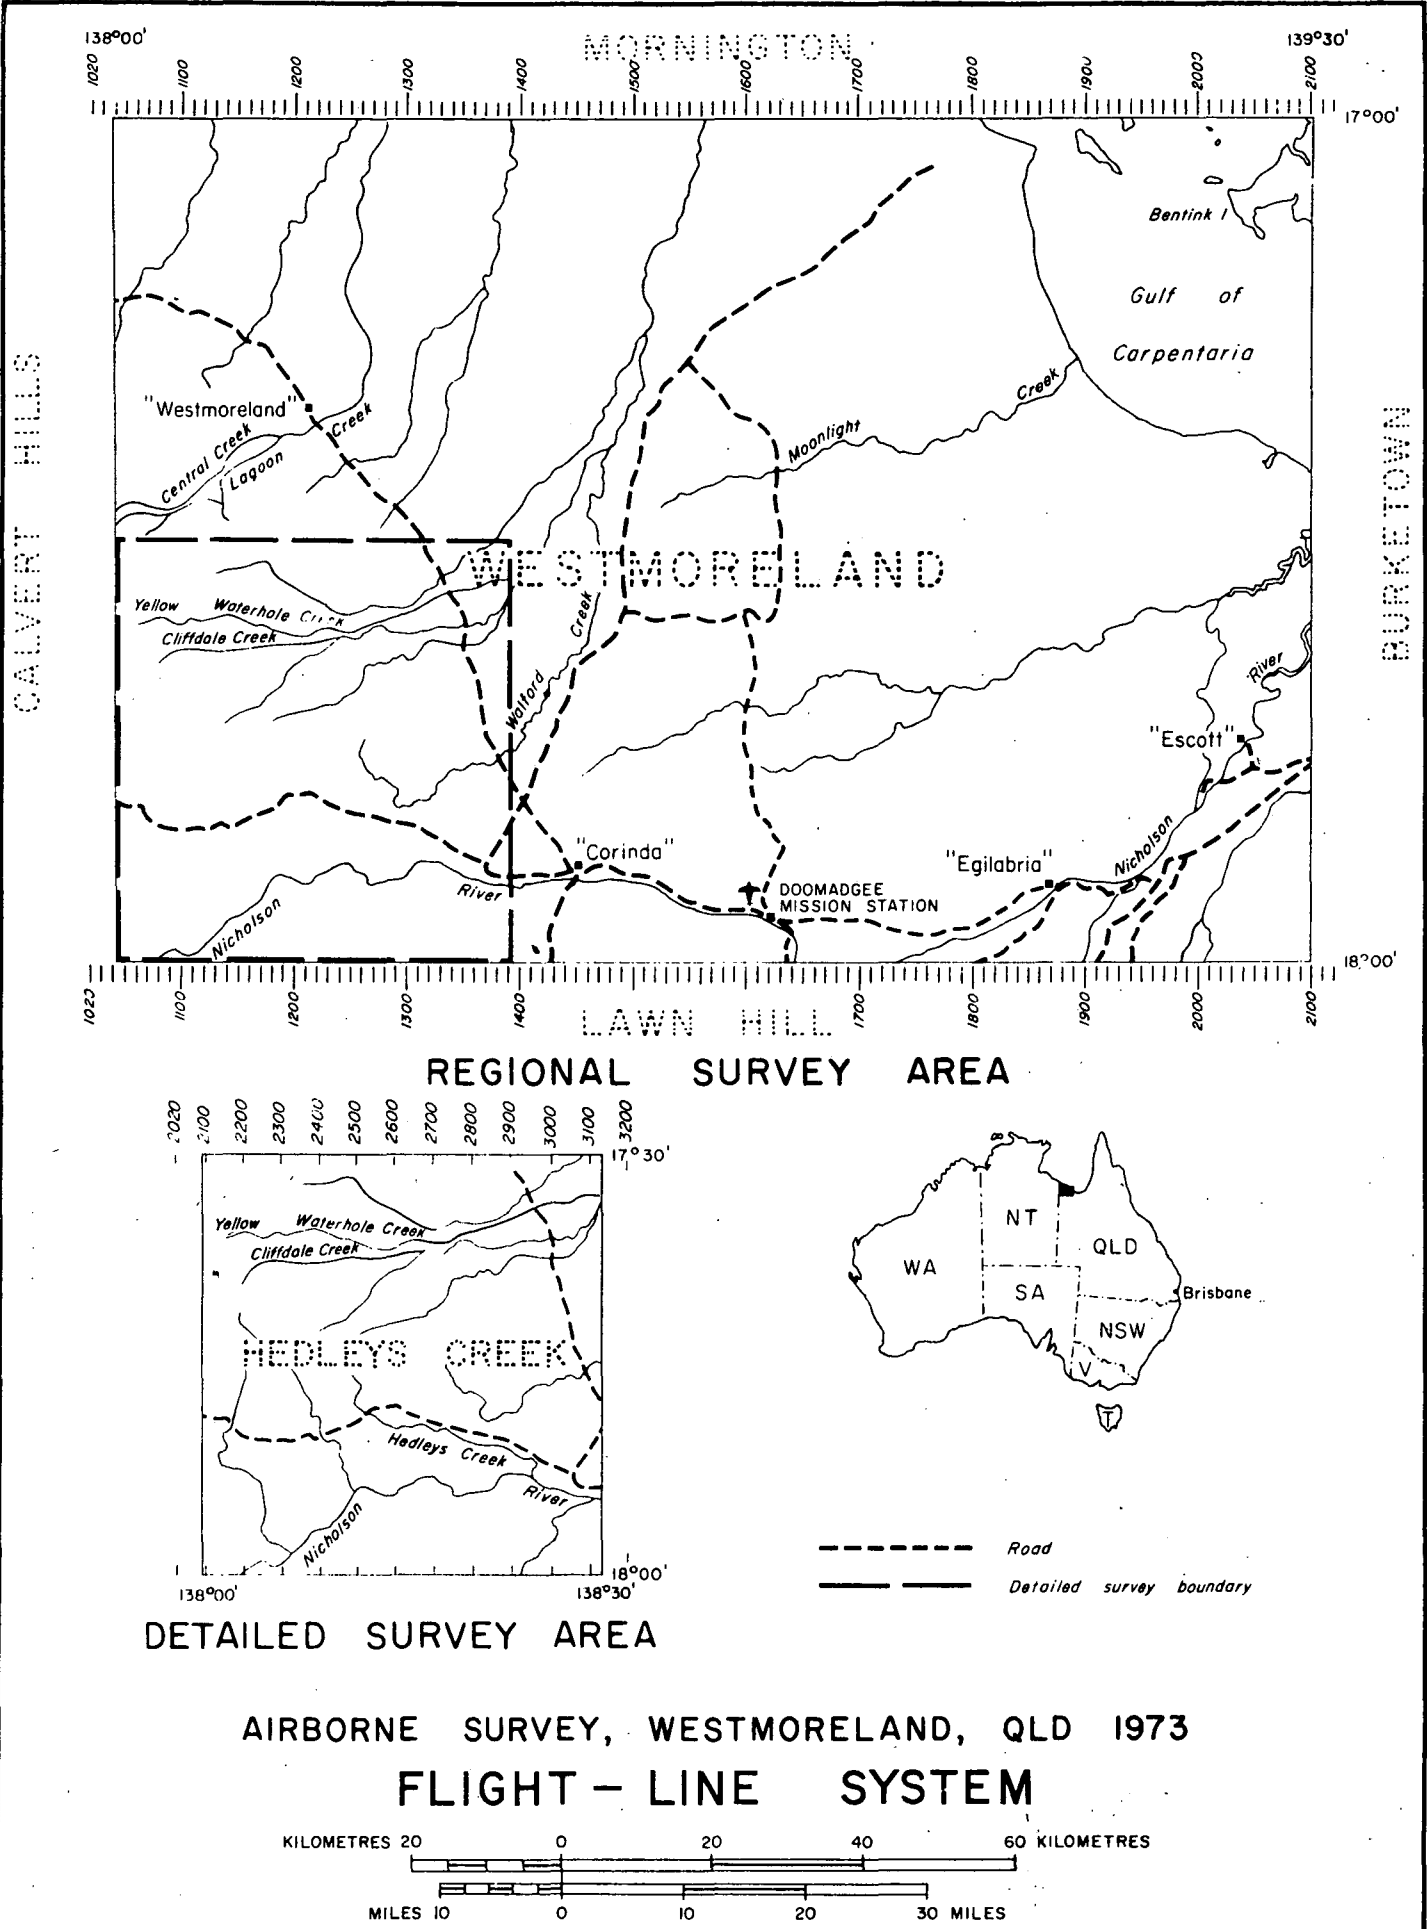 138°00'
MORNINGTON
139°30'
1020 1100 1200 1300 1400 1500 1600 1700 1800 1900 2000 2100
17°00'
Bentink I
Gulf of
Carpentaria
CALVERT HILLS
BURKETOWN
"Westmoreland"
Central Creek
Lagoon Creek
Moonlight Creek
WESTMORELAND
Yellow Waterhole Creek
Cliffdale Creek
Walford Creek
River
"Escott"
"Corinda"
"Egilabria"
Nicholson
DOOMADGEE
MISSION STATION
River
Nicholson
18°00'
1020 1100 1200 1300 1400 1700 1800 1900 2000 2100
LAWN HILL
REGIONAL SURVEY AREA
2020 2100 2200 2300 2400 2500 2600 2700 2800 2900 3000 3100 3200
17°30'
Yellow Waterhole Creek
Cliffdale Creek
HEDLEYS CREEK
Hedleys Creek
River
Nicholson
18°00'
138°00' 138°30'
DETAILED SURVEY AREA
NT
WA
QLD
SA
Brisbane
NSW
V
T
Road
Detailed survey boundary
AIRBORNE SURVEY, WESTMORELAND, QLD 1973
FLIGHT – LINE SYSTEM
KILOMETRES 20 0 20 40 60 KILOMETRES
MILES 10 0 10 20 30 MILES